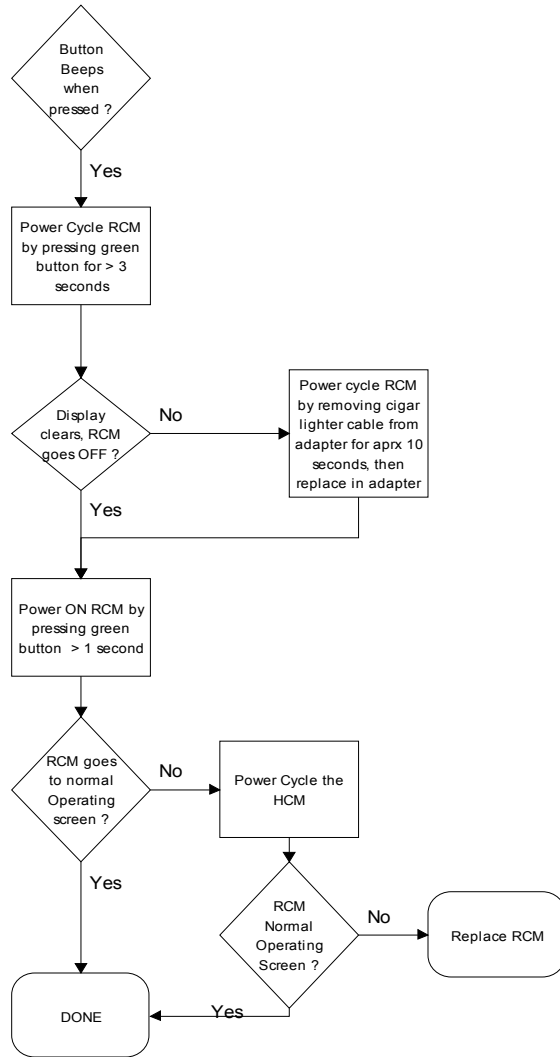 Button
Beeps
when
pressed ?
Yes
Power Cycle RCM
by pressing green
button for > 3
seconds
Display
clears, RCM
goes OFF ?
No
Power cycle RCM
by removing cigar
lighter cable from
adapter for aprx 10
seconds, then
replace in adapter
Yes
Power ON RCM by
pressing green
button > 1 second
RCM goes
to normal
Operating
screen ?
No
Power Cycle the
HCM
Yes
RCM
Normal
Operating
Screen ?
No
Replace RCM
Yes
DONE